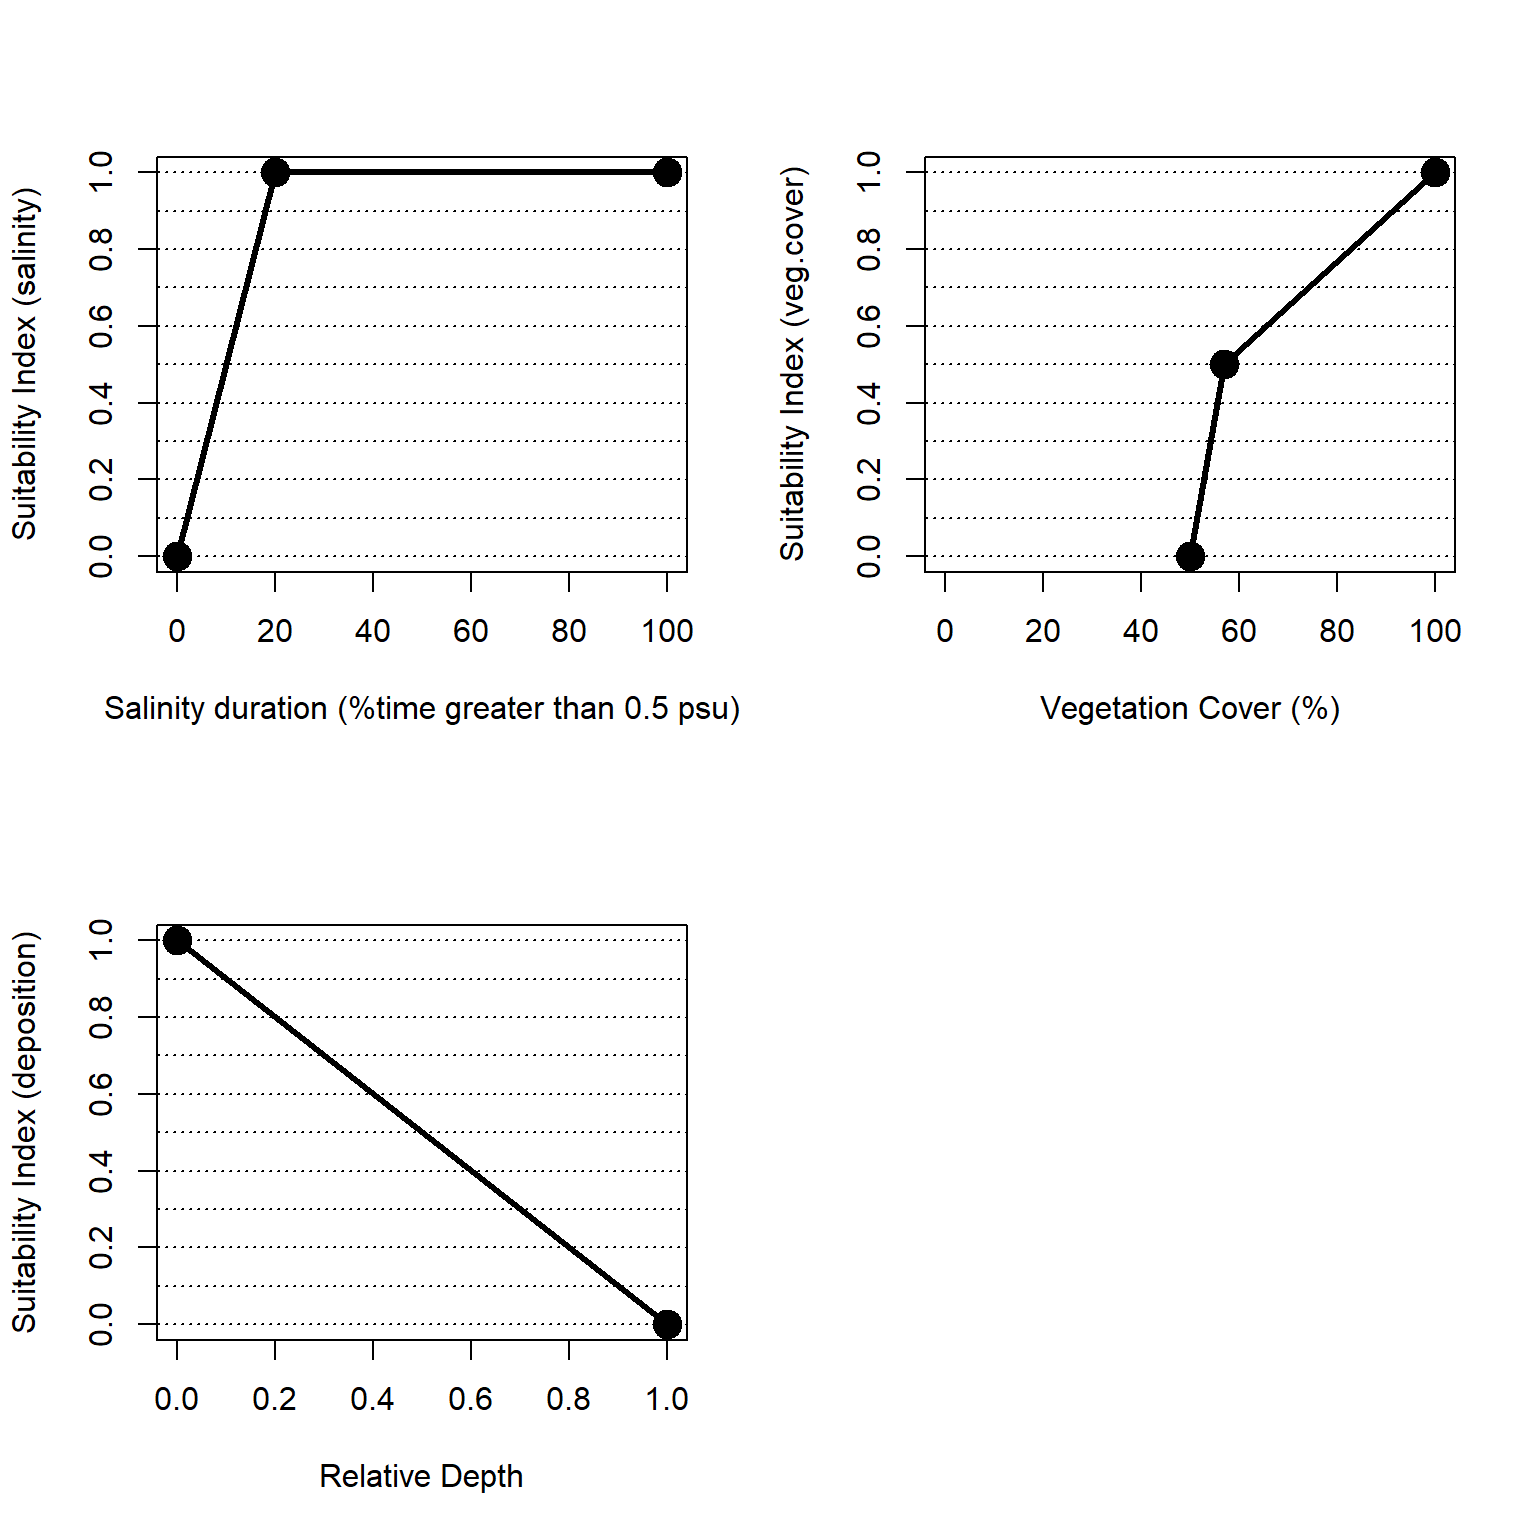 Suitability Index (salinity)
1.0
0.8
0.6
0.4
0.2
0.0
0 20 40 60 80 100
Salinity duration (%time greater than 0.5 psu)
Suitability Index (veg.cover)
1.0
0.8
0.6
0.4
0.2
0.0
0 20 40 60 80 100
Vegetation Cover (%)
Suitability Index (deposition)
1.0
0.8
0.6
0.4
0.2
0.0
0.0 0.2 0.4 0.6 0.8 1.0
Relative Depth